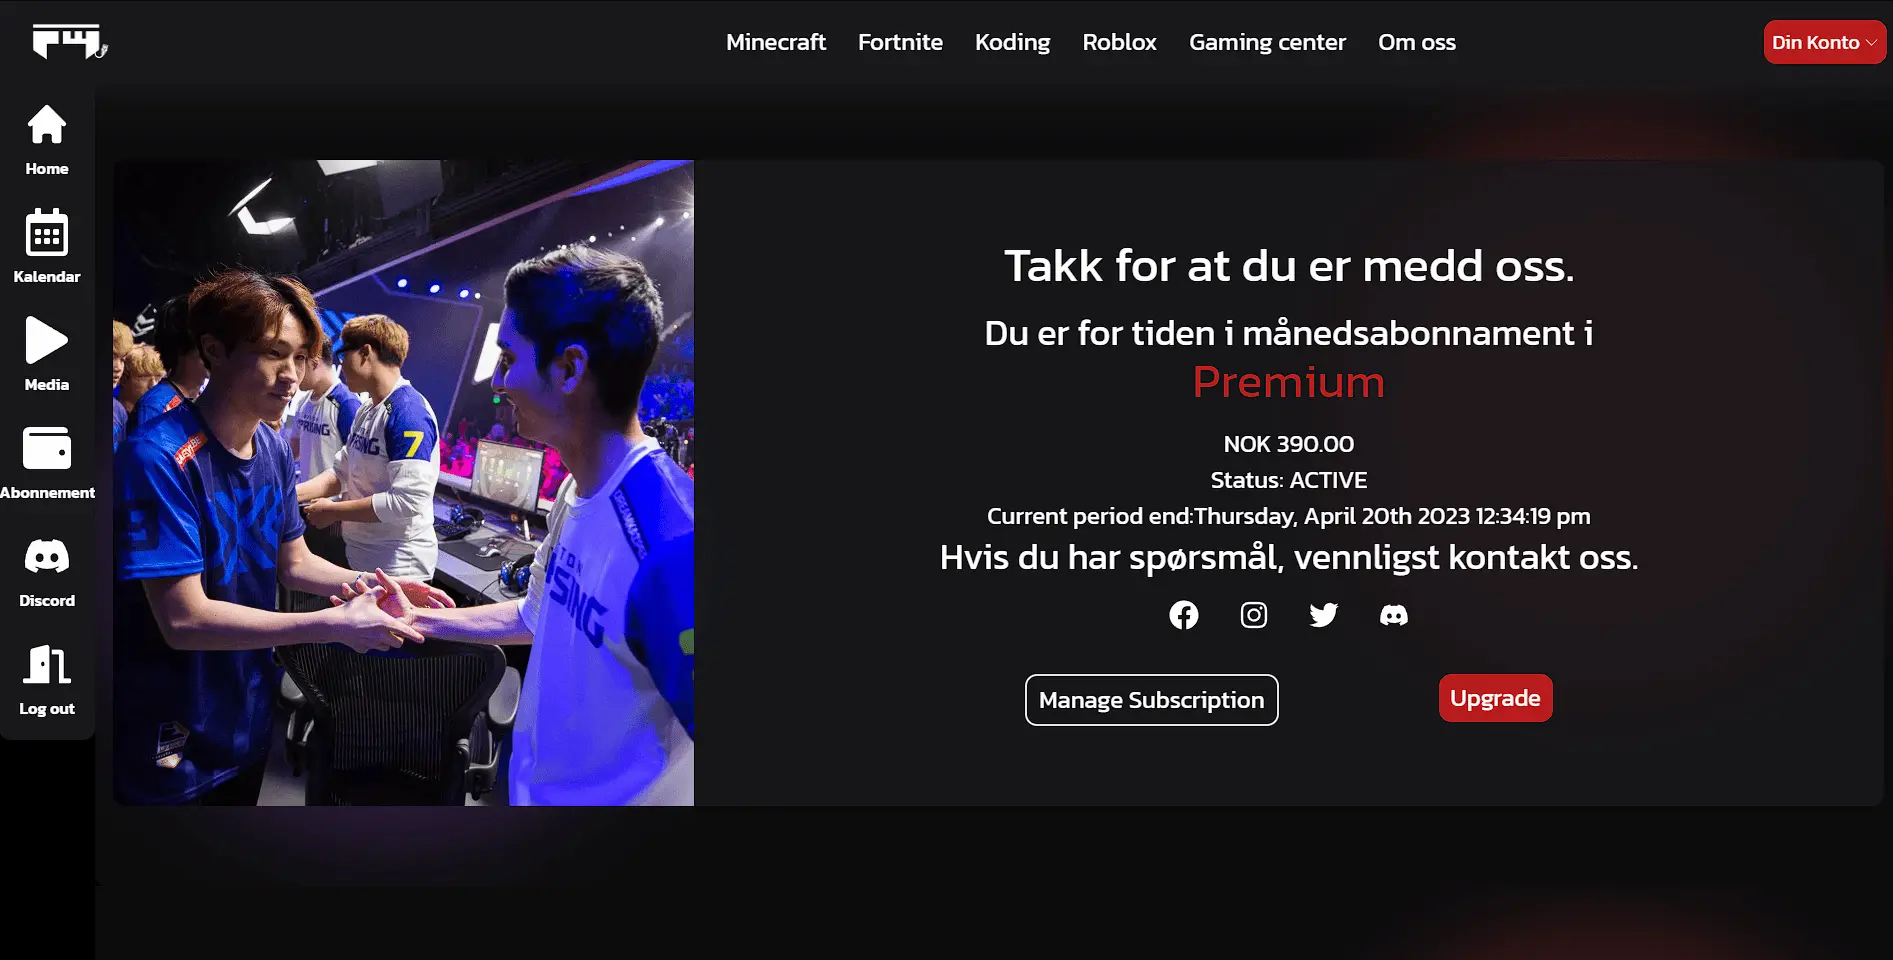 Minecraft Fortnite Koding Roblox Gaming center Om oss
Din Konto
Home
Kalendar
Media
Abonnement
Discord
Log out
7
Takk for at du er medd oss.
Du er for tiden i månedsabonnament i
Premium
NOK 390.00
Status: ACTIVE
Current period end:Thursday, April 20th 2023 12:34:19 pm
Hvis du har spørsmål, vennligst kontakt oss.
Manage Subscription
Upgrade